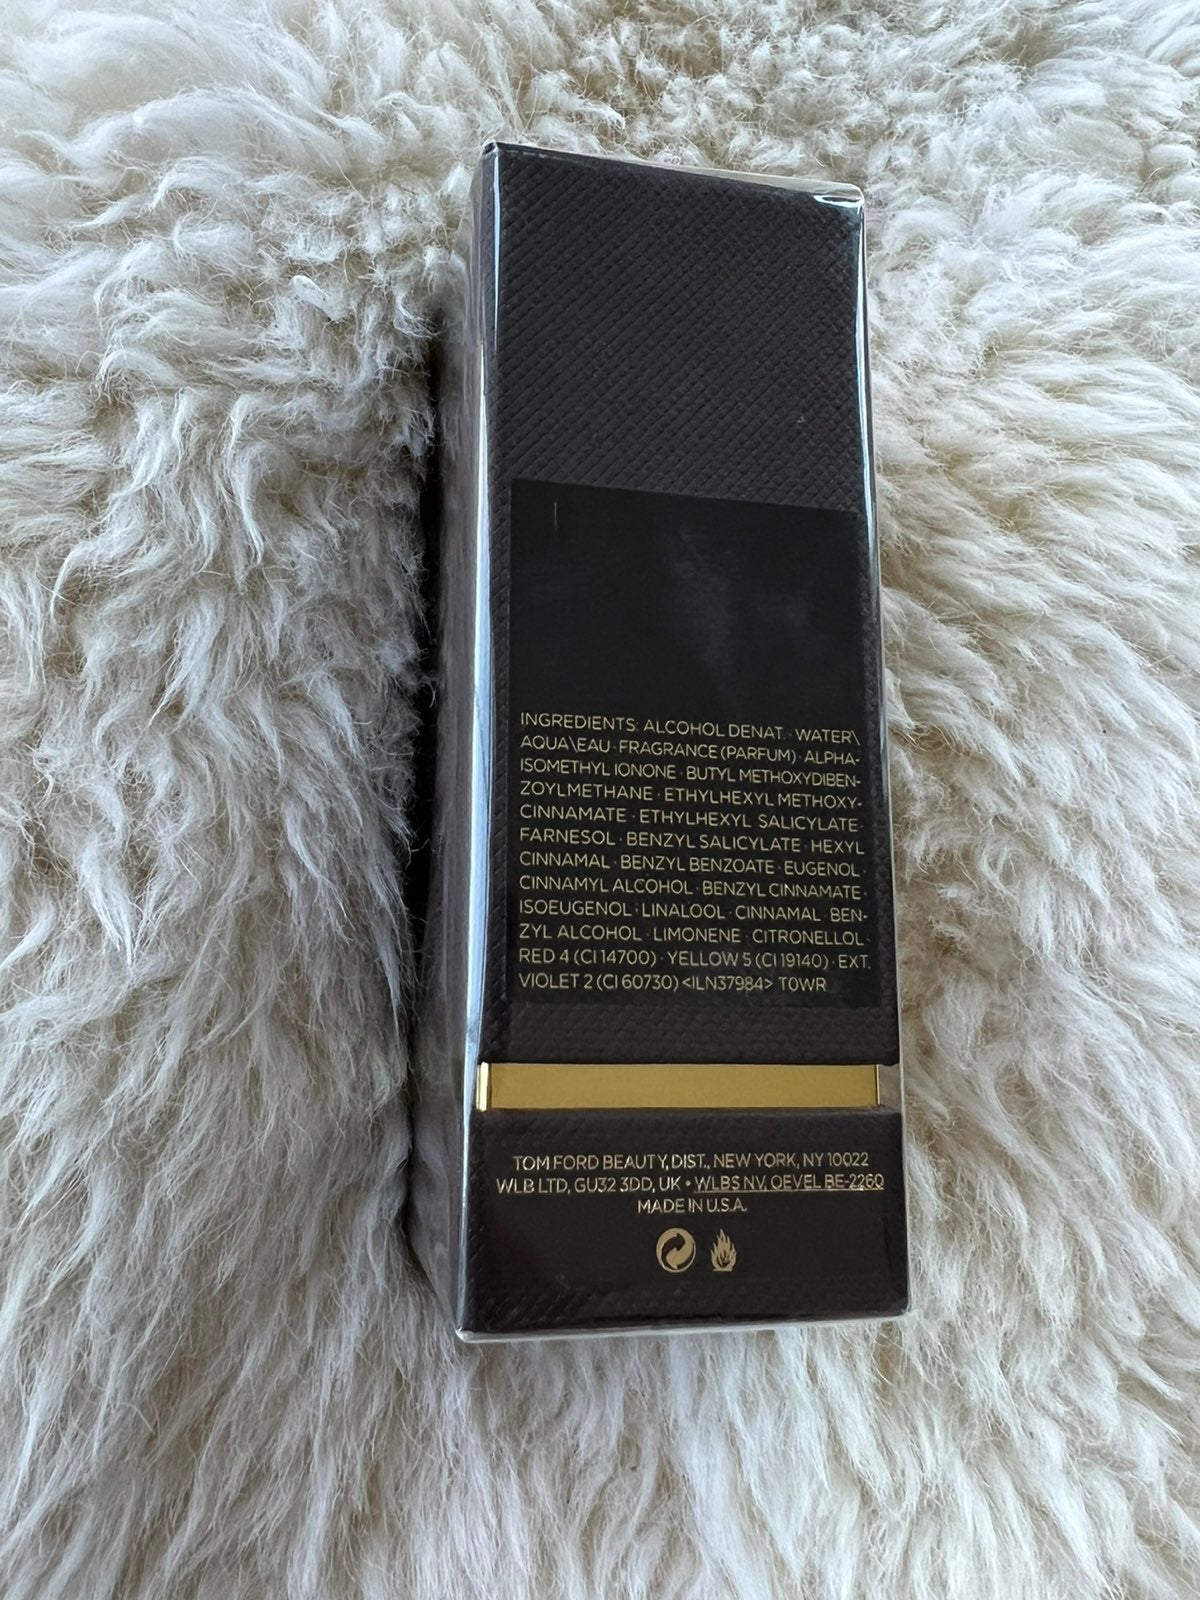 INGREDIENTS: ALCOHOL DENAT. · WATER\
AQUA\EAU · FRAGRANCE (PARFUM) · ALPHA-
ISOMETHYL IONONE · BUTYL METHOXYDIBEN-
ZOYLMETHANE · ETHYLHEXYL METHOXY-
CINNAMATE · ETHYLHEXYL SALICYLATE ·
FARNESOL · BENZYL SALICYLATE · HEXYL
CINNAMAL · BENZYL BENZOATE · EUGENOL ·
CINNAMYL ALCOHOL · BENZYL CINNAMATE ·
ISOEUGENOL · LINALOOL · CINNAMAL · BEN-
ZYL ALCOHOL · LIMONENE · CITRONELLOL ·
RED 4 (CI 14700) · YELLOW 5 (CI 19140) · EXT.
VIOLET 2 (CI 60730) <ILN37984> T0WR
TOM FORD BEAUTY, DIST., NEW YORK, NY 10022
WLB LTD, GU32 3DD, UK • WLBS NV, OEVEL BE-2260
MADE IN U.S.A.